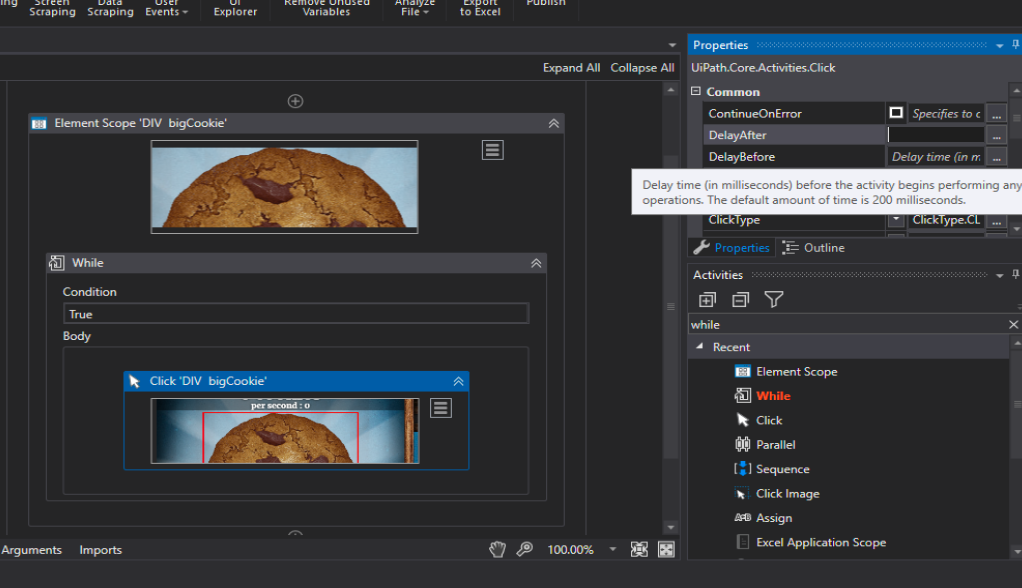 ing
Screen
Scraping
Data
Scraping
User
Events
UI
Explorer
Remove Unused
Variables
Analyze
File
Export
to Excel
Publish
Expand All Collapse All
Element Scope 'DIV bigCookie'
While
Condition
True
Body
Click 'DIV bigCookie'
per second : 0
Arguments Imports
100.00%
Properties
UiPath.Core.Activities.Click
Common
ContinueOnError Specifies to c ...
DelayAfter ...
DelayBefore Delay time (in m ...
Delay time (in milliseconds) before the activity begins performing any
operations. The default amount of time is 200 milliseconds.
ClickType ClickType.CL ...
Properties Outline
Activities
while
Recent
Element Scope
While
Click
Parallel
Sequence
Click Image
Assign
Excel Application Scope